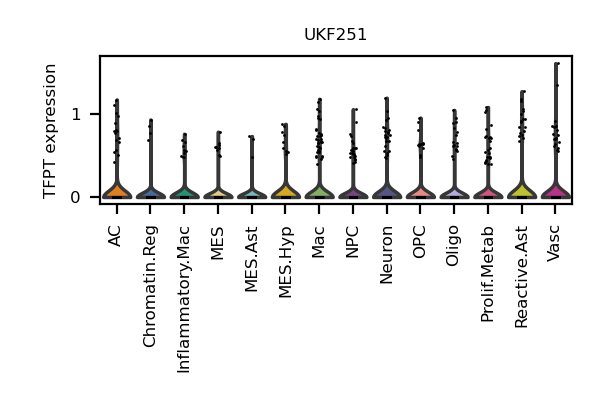 UKF251
TFPT expression
1
0
AC
Chromatin.Reg
Inflammatory.Mac
MES
MES.Ast
MES.Hyp
Mac
NPC
Neuron
OPC
Oligo
Prolif.Metab
Reactive.Ast
Vasc